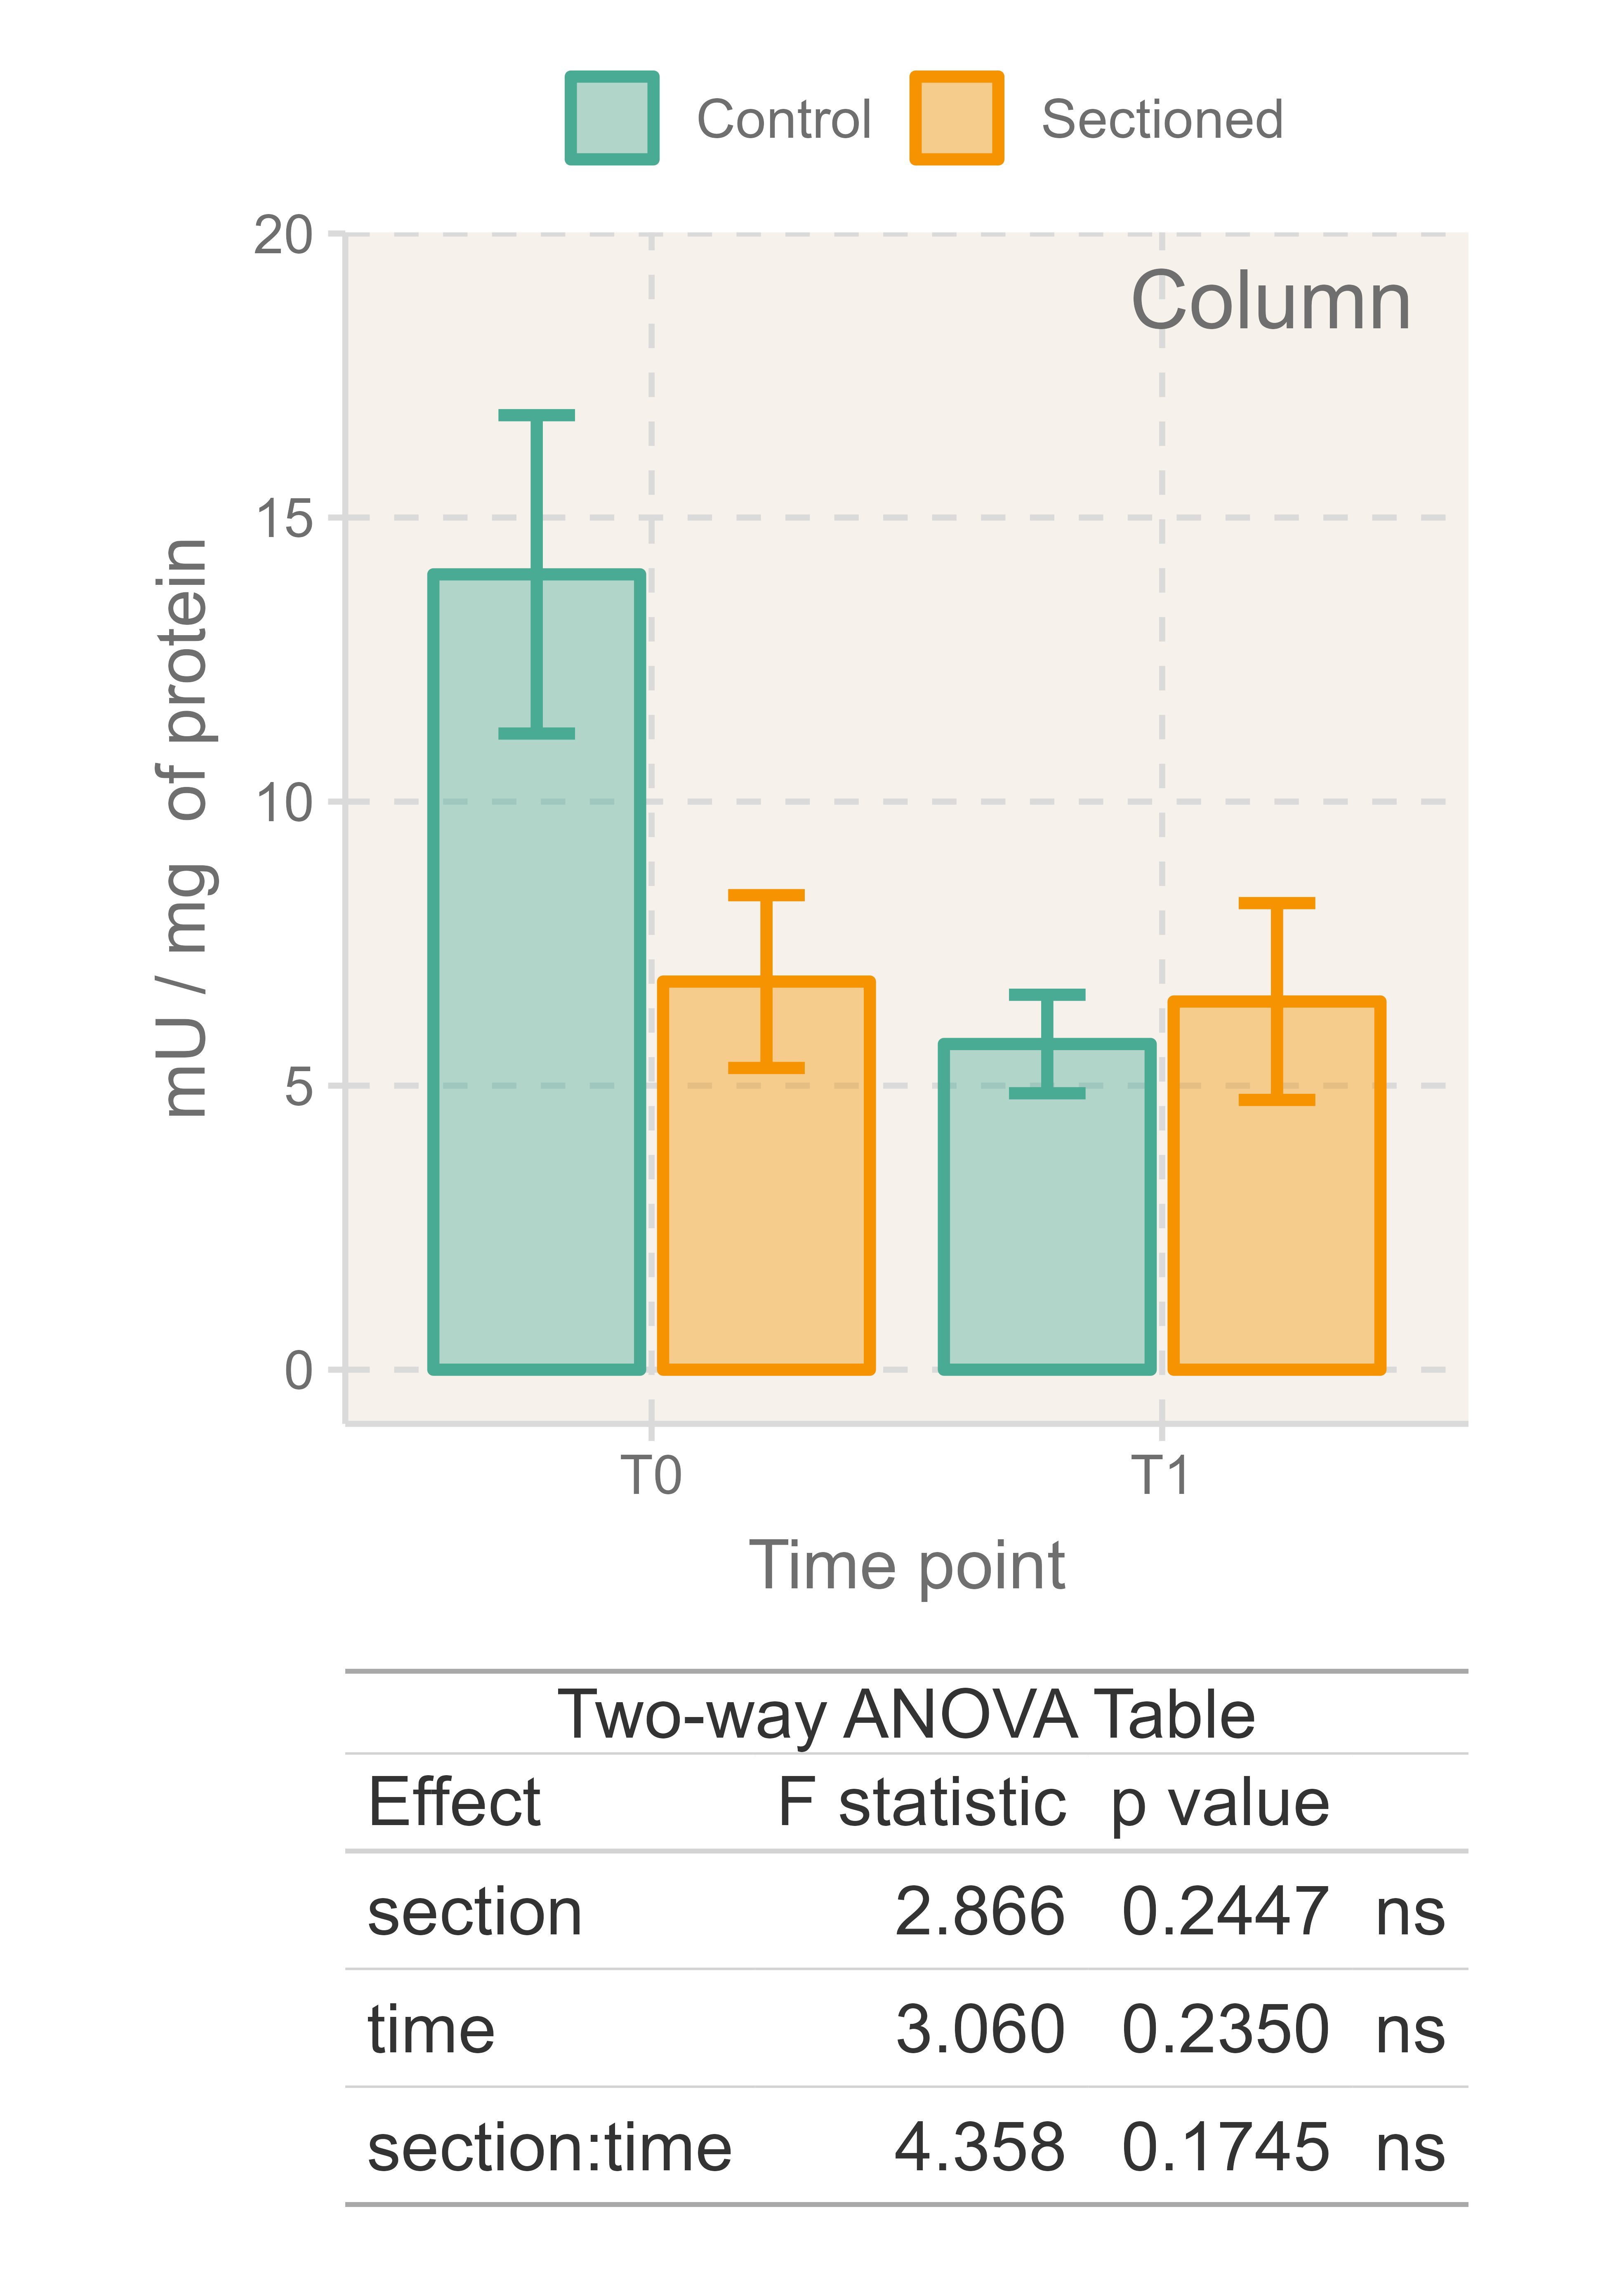 Control Sectioned
Column
20
15
10
5
0
mU / mg of protein
T0 T1
Time point
Two-way ANOVA Table
Effect F statistic p value
section 2.866 0.2447 ns
time 3.060 0.2350 ns
section:time 4.358 0.1745 ns